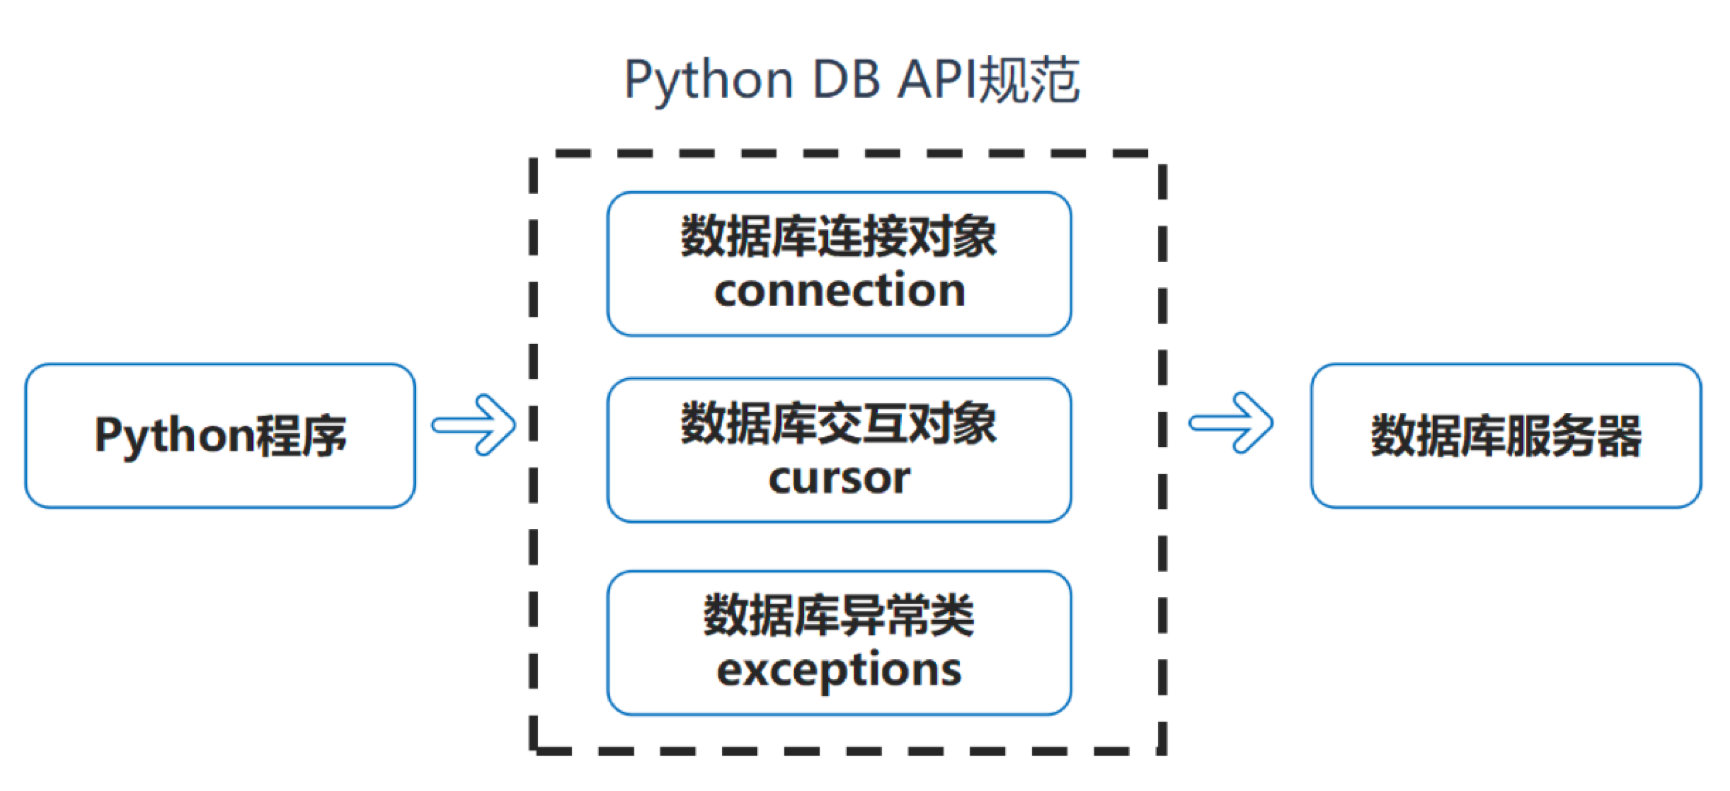 Python DB API规范
数据库连接对象
connection
Python程序
数据库交互对象
cursor
数据库服务器
数据库异常类
exceptions